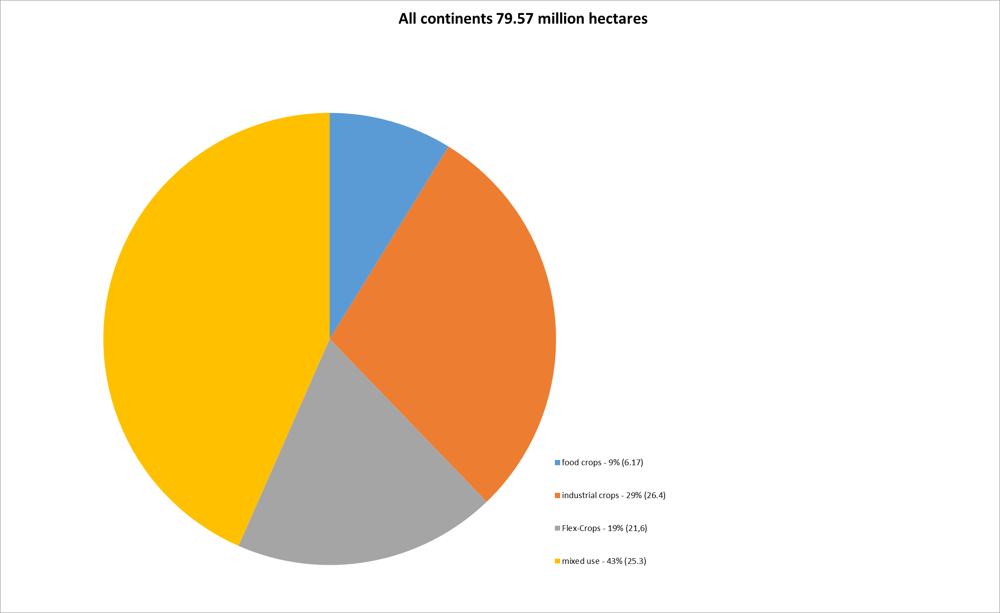 All continents 79.57 million hectares
food crops - 9% (6.17)
industrial crops - 29% (26.4)
Flex-Crops - 19% (21,6)
mixed use - 43% (25.3)